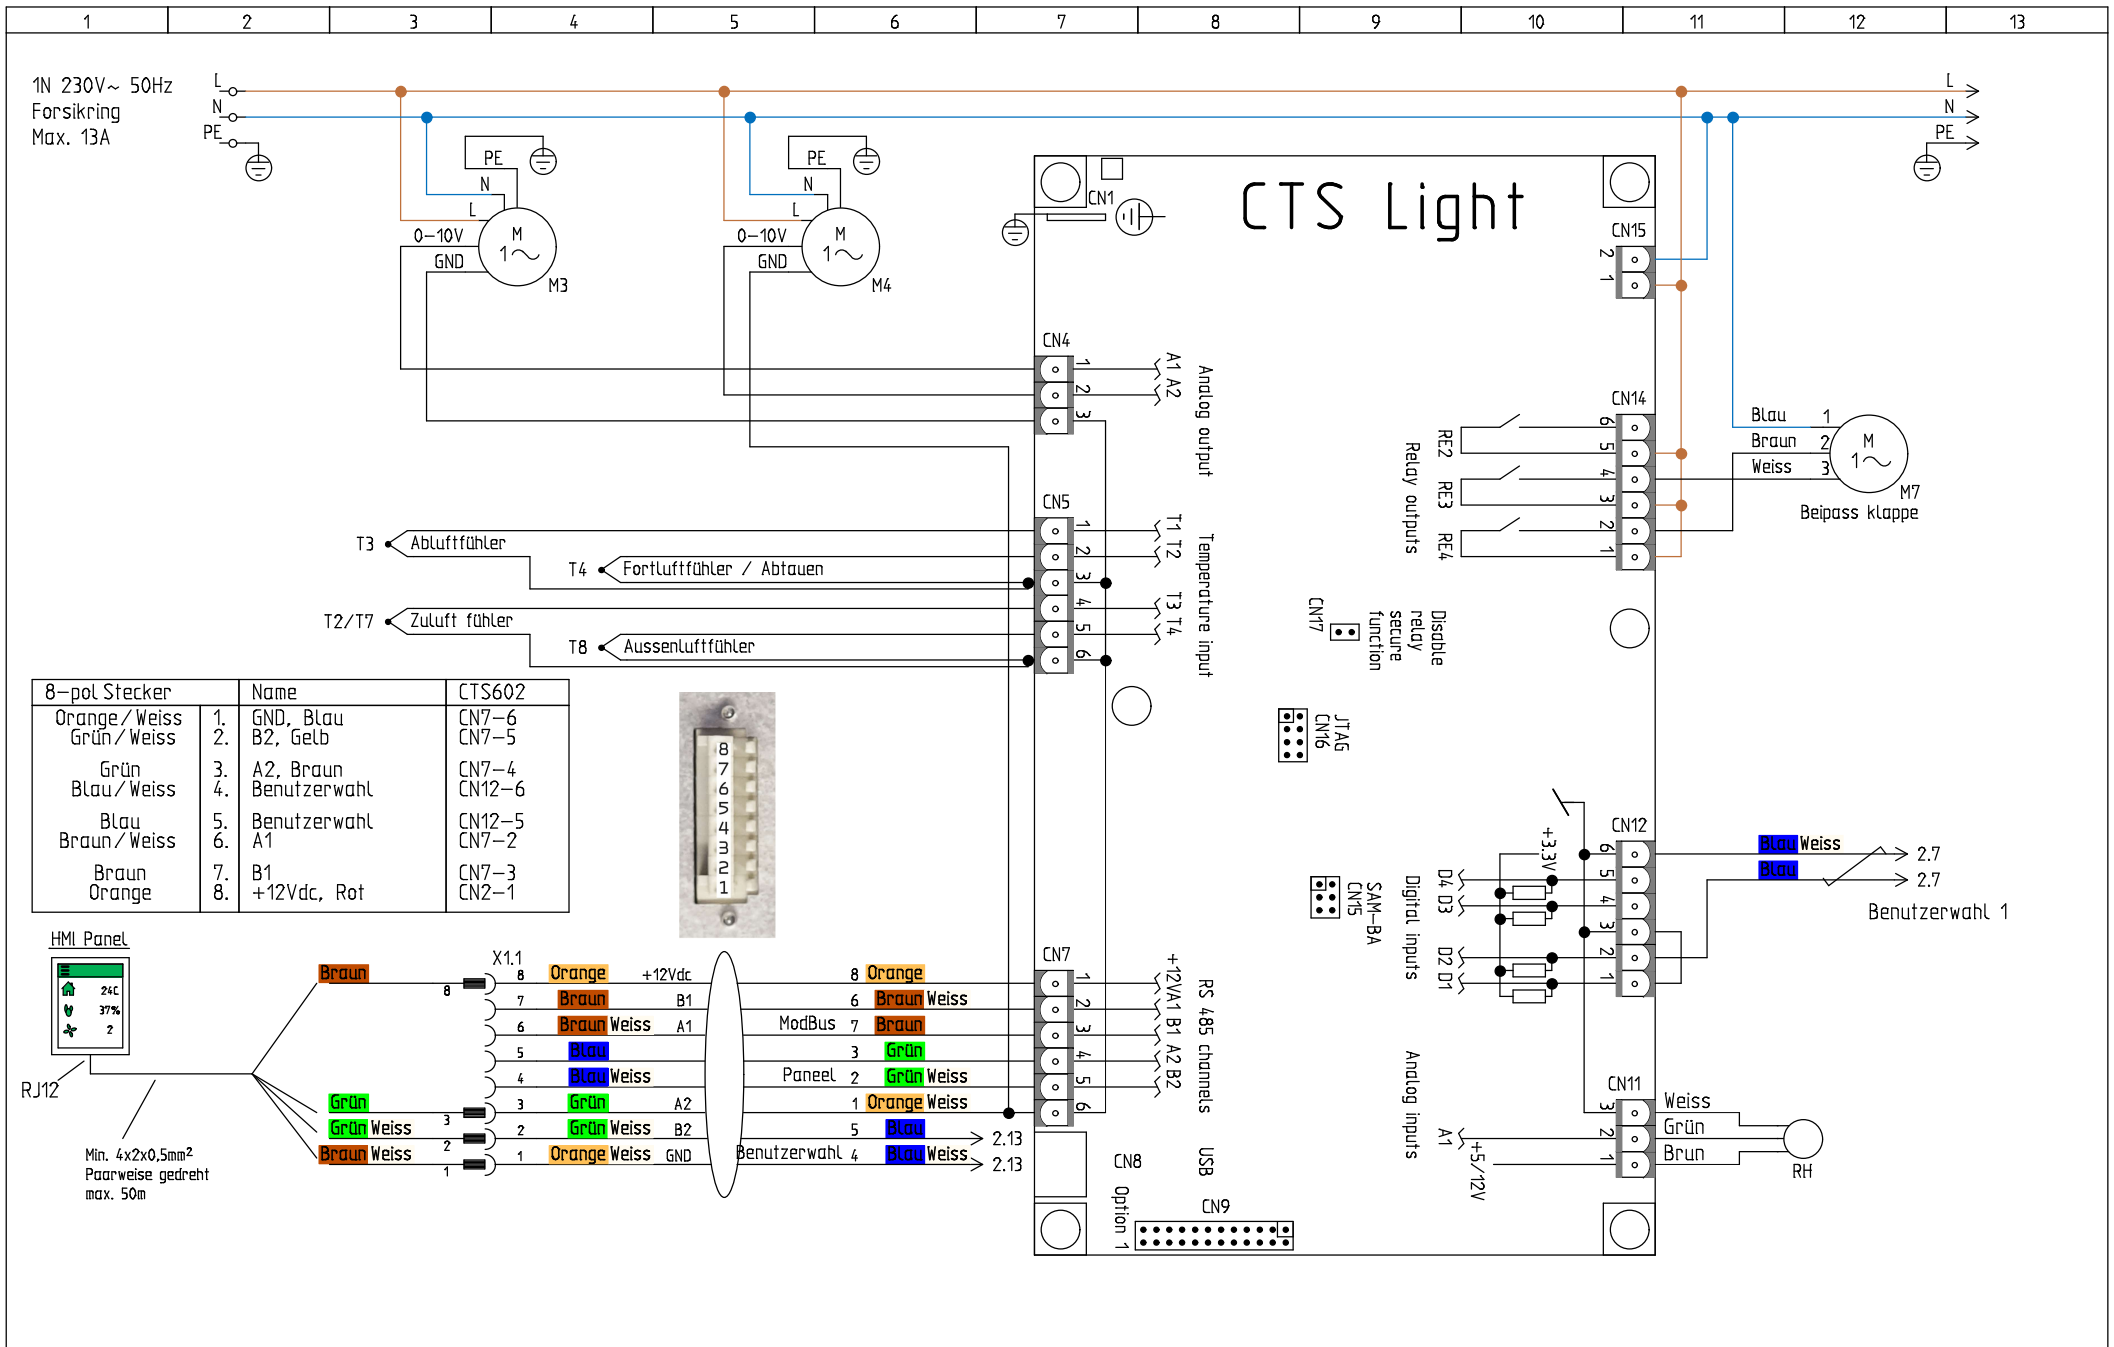 1 2 3 4 5 6 7 8 9 10 11 12 13
1N 230V~ 50Hz
Forsikring
Max. 13A
L
N
PE
L
N
PE
PE
N
L
0-10V
GND
M
1
M3
PE
N
L
0-10V
GND
M
1
M4
CTS Light
CN1
CN15
2
1
CN4
1
2
3
A1 A2
Analog output
CN14
6
5
4
3
2
1
RE2
RE3
RE4
Relay outputs
Blau 1
Braun 2
Weiss 3
M
1
M7
Beipass klappe
CN5
1
2
3
4
5
6
T1 T2
T3 T4
Temperature input
T3 Abluftfühler
T4 Fortluftfühler / Abtauen
T2/T7 Zuluft fühler
T8 Aussenluftfühler
CN17
Disable
relay
secure
function
JTAG
CN16
8-pol Stecker Name CTS602
Orange/Weiss 1. GND, Blau CN7-6
Grün/Weiss 2. B2, Gelb CN7-5
Grün 3. A2, Braun CN7-4
Blau/Weiss 4. Benutzerwahl CN12-6
Blau 5. Benutzerwahl CN12-5
Braun/Weiss 6. A1 CN7-2
Braun 7. B1 CN7-3
Orange 8. +12Vdc, Rot CN2-1
8
7
6
5
4
3
2
1
+3.3V
CN12
6
5
4
3
2
1
D4 D3
D2 D1
Digital inputs
SAM-BA
CN15
Blau Weiss 2.7
Blau 2.7
Benutzerwahl 1
HMI Panel
24C
37%
2
RJ12
Min. 4x2x0,5mm²
Paarweise gedreht
max. 50m
Braun 8
Grün 3
Grün Weiss 2
Braun Weiss 1
X1.1
8 Orange +12Vdc 8 Orange
7 Braun B1 6 Braun Weiss
6 Braun Weiss A1 ModBus 7 Braun
5 Blau 3 Grün
4 Blau Weiss Paneel 2 Grün Weiss
3 Grün A2 1 Orange Weiss
2 Grün Weiss B2 5 Blau 2.13
1 Orange Weiss GND Benutzerwahl 4 Blau Weiss 2.13
CN7
1
2
3
4
5
6
+12VA1 B1 A2 B2
RS 485 channels
USB
CN8
Option 1
CN9
Analog inputs
A1
+5/12V
CN11
3 Weiss
2 Grün
1 Brun
RH